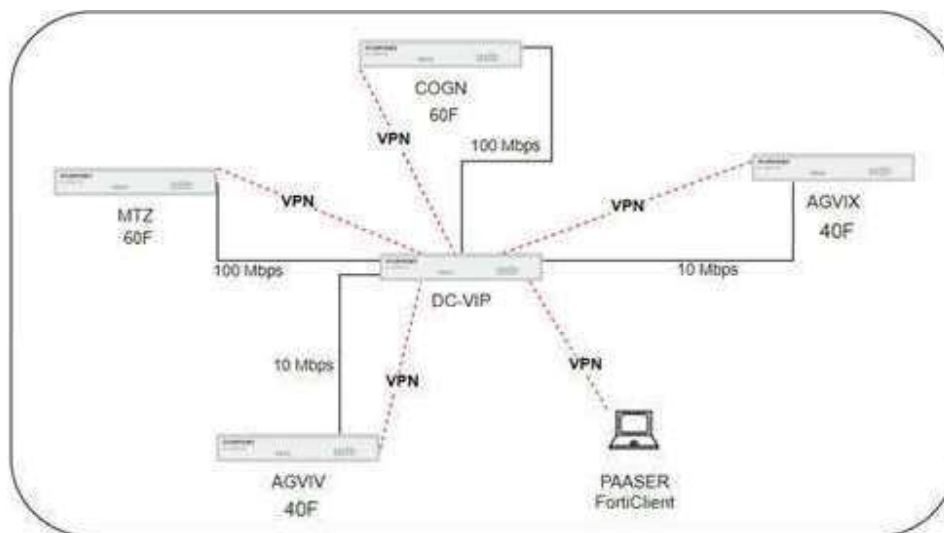 COGN
60F
VPN
100 Mbps
MTZ
60F
VPN
VPN
AGVIX
40F
100 Mbps
10 Mbps
DC-VIP
10 Mbps
VPN
VPN
AGVIV
40F
PAASER
FortiClient